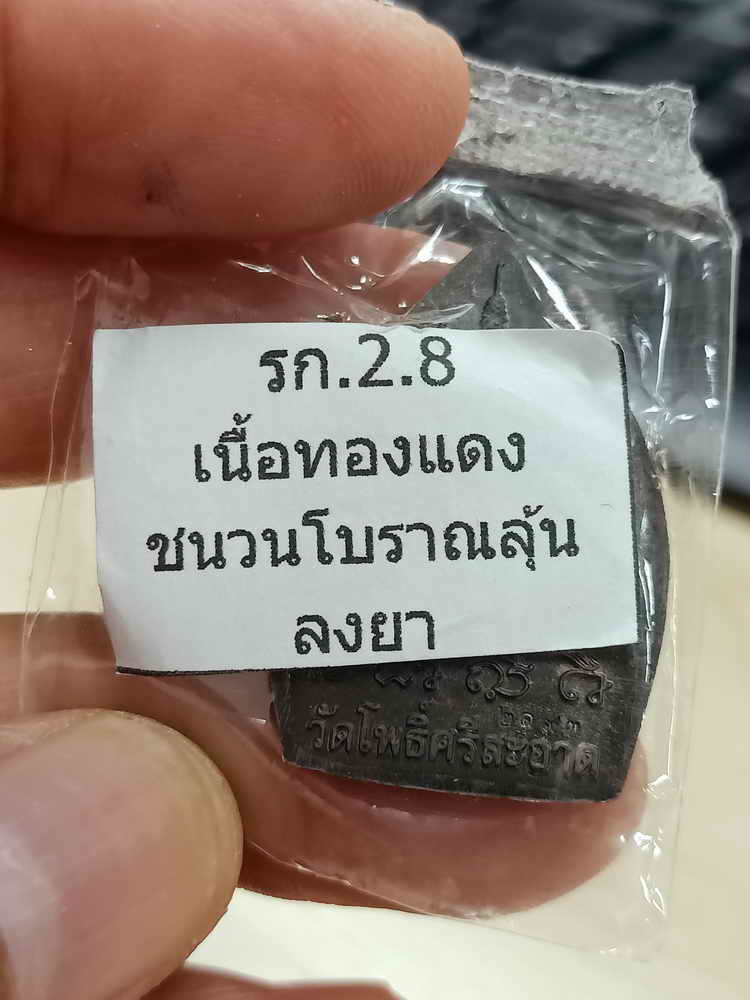 รก.2.8
เนื้อทองแดง
ชนวนโบราณลุ้น
ลงยา
วัดโพธิ์ศรีสะอาด